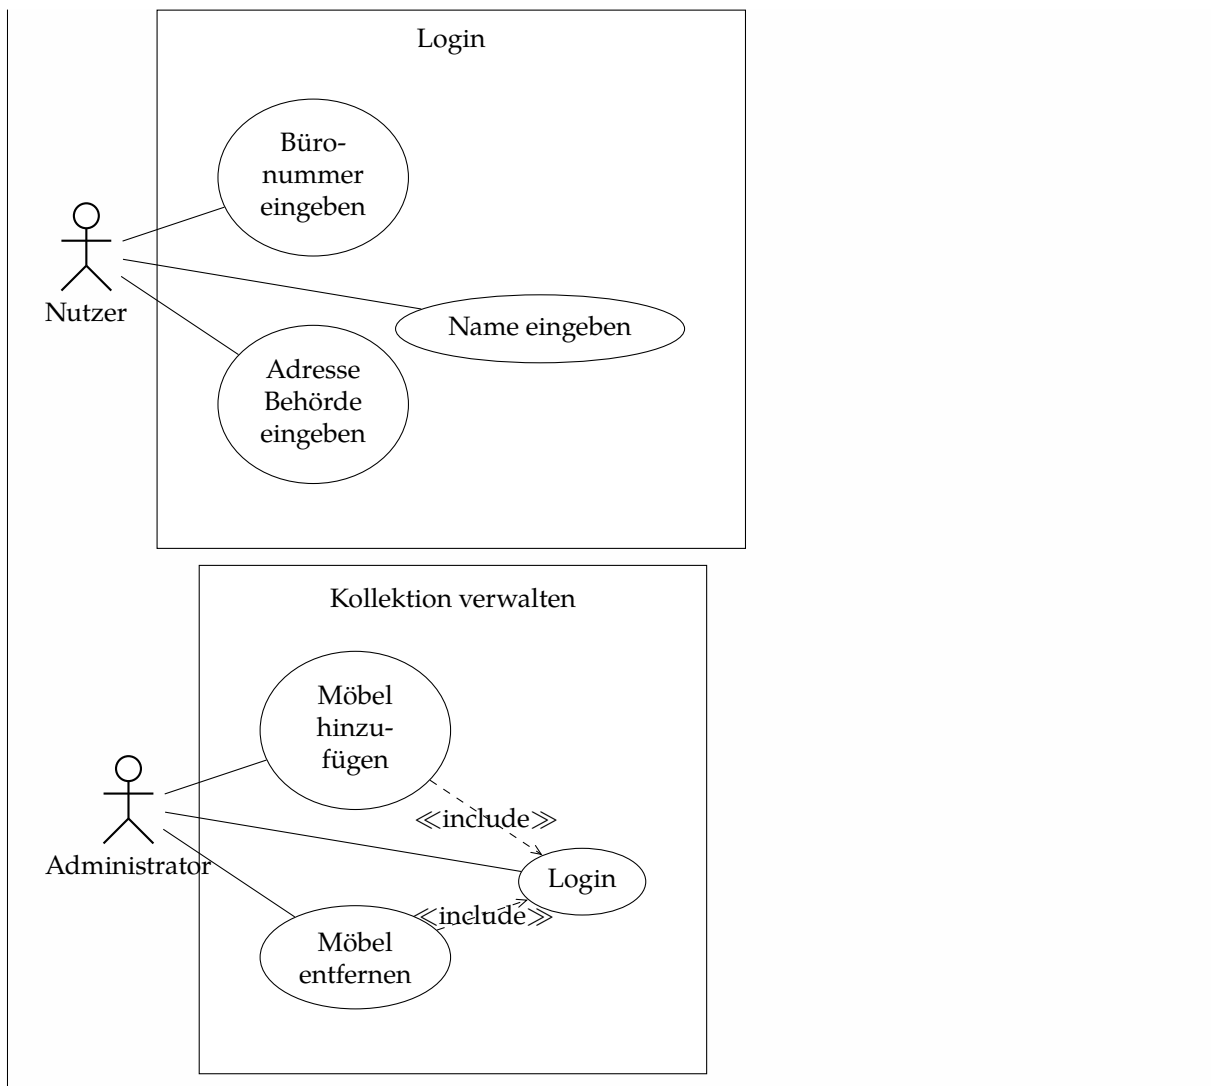 Login
Büro-
nummer
eingeben
Nutzer
Name eingeben
Adresse
Behörde
eingeben
Kollektion verwalten
Möbel
hinzu-
fügen
≪include≫
Administrator
Login
≪include≫
Möbel
entfernen